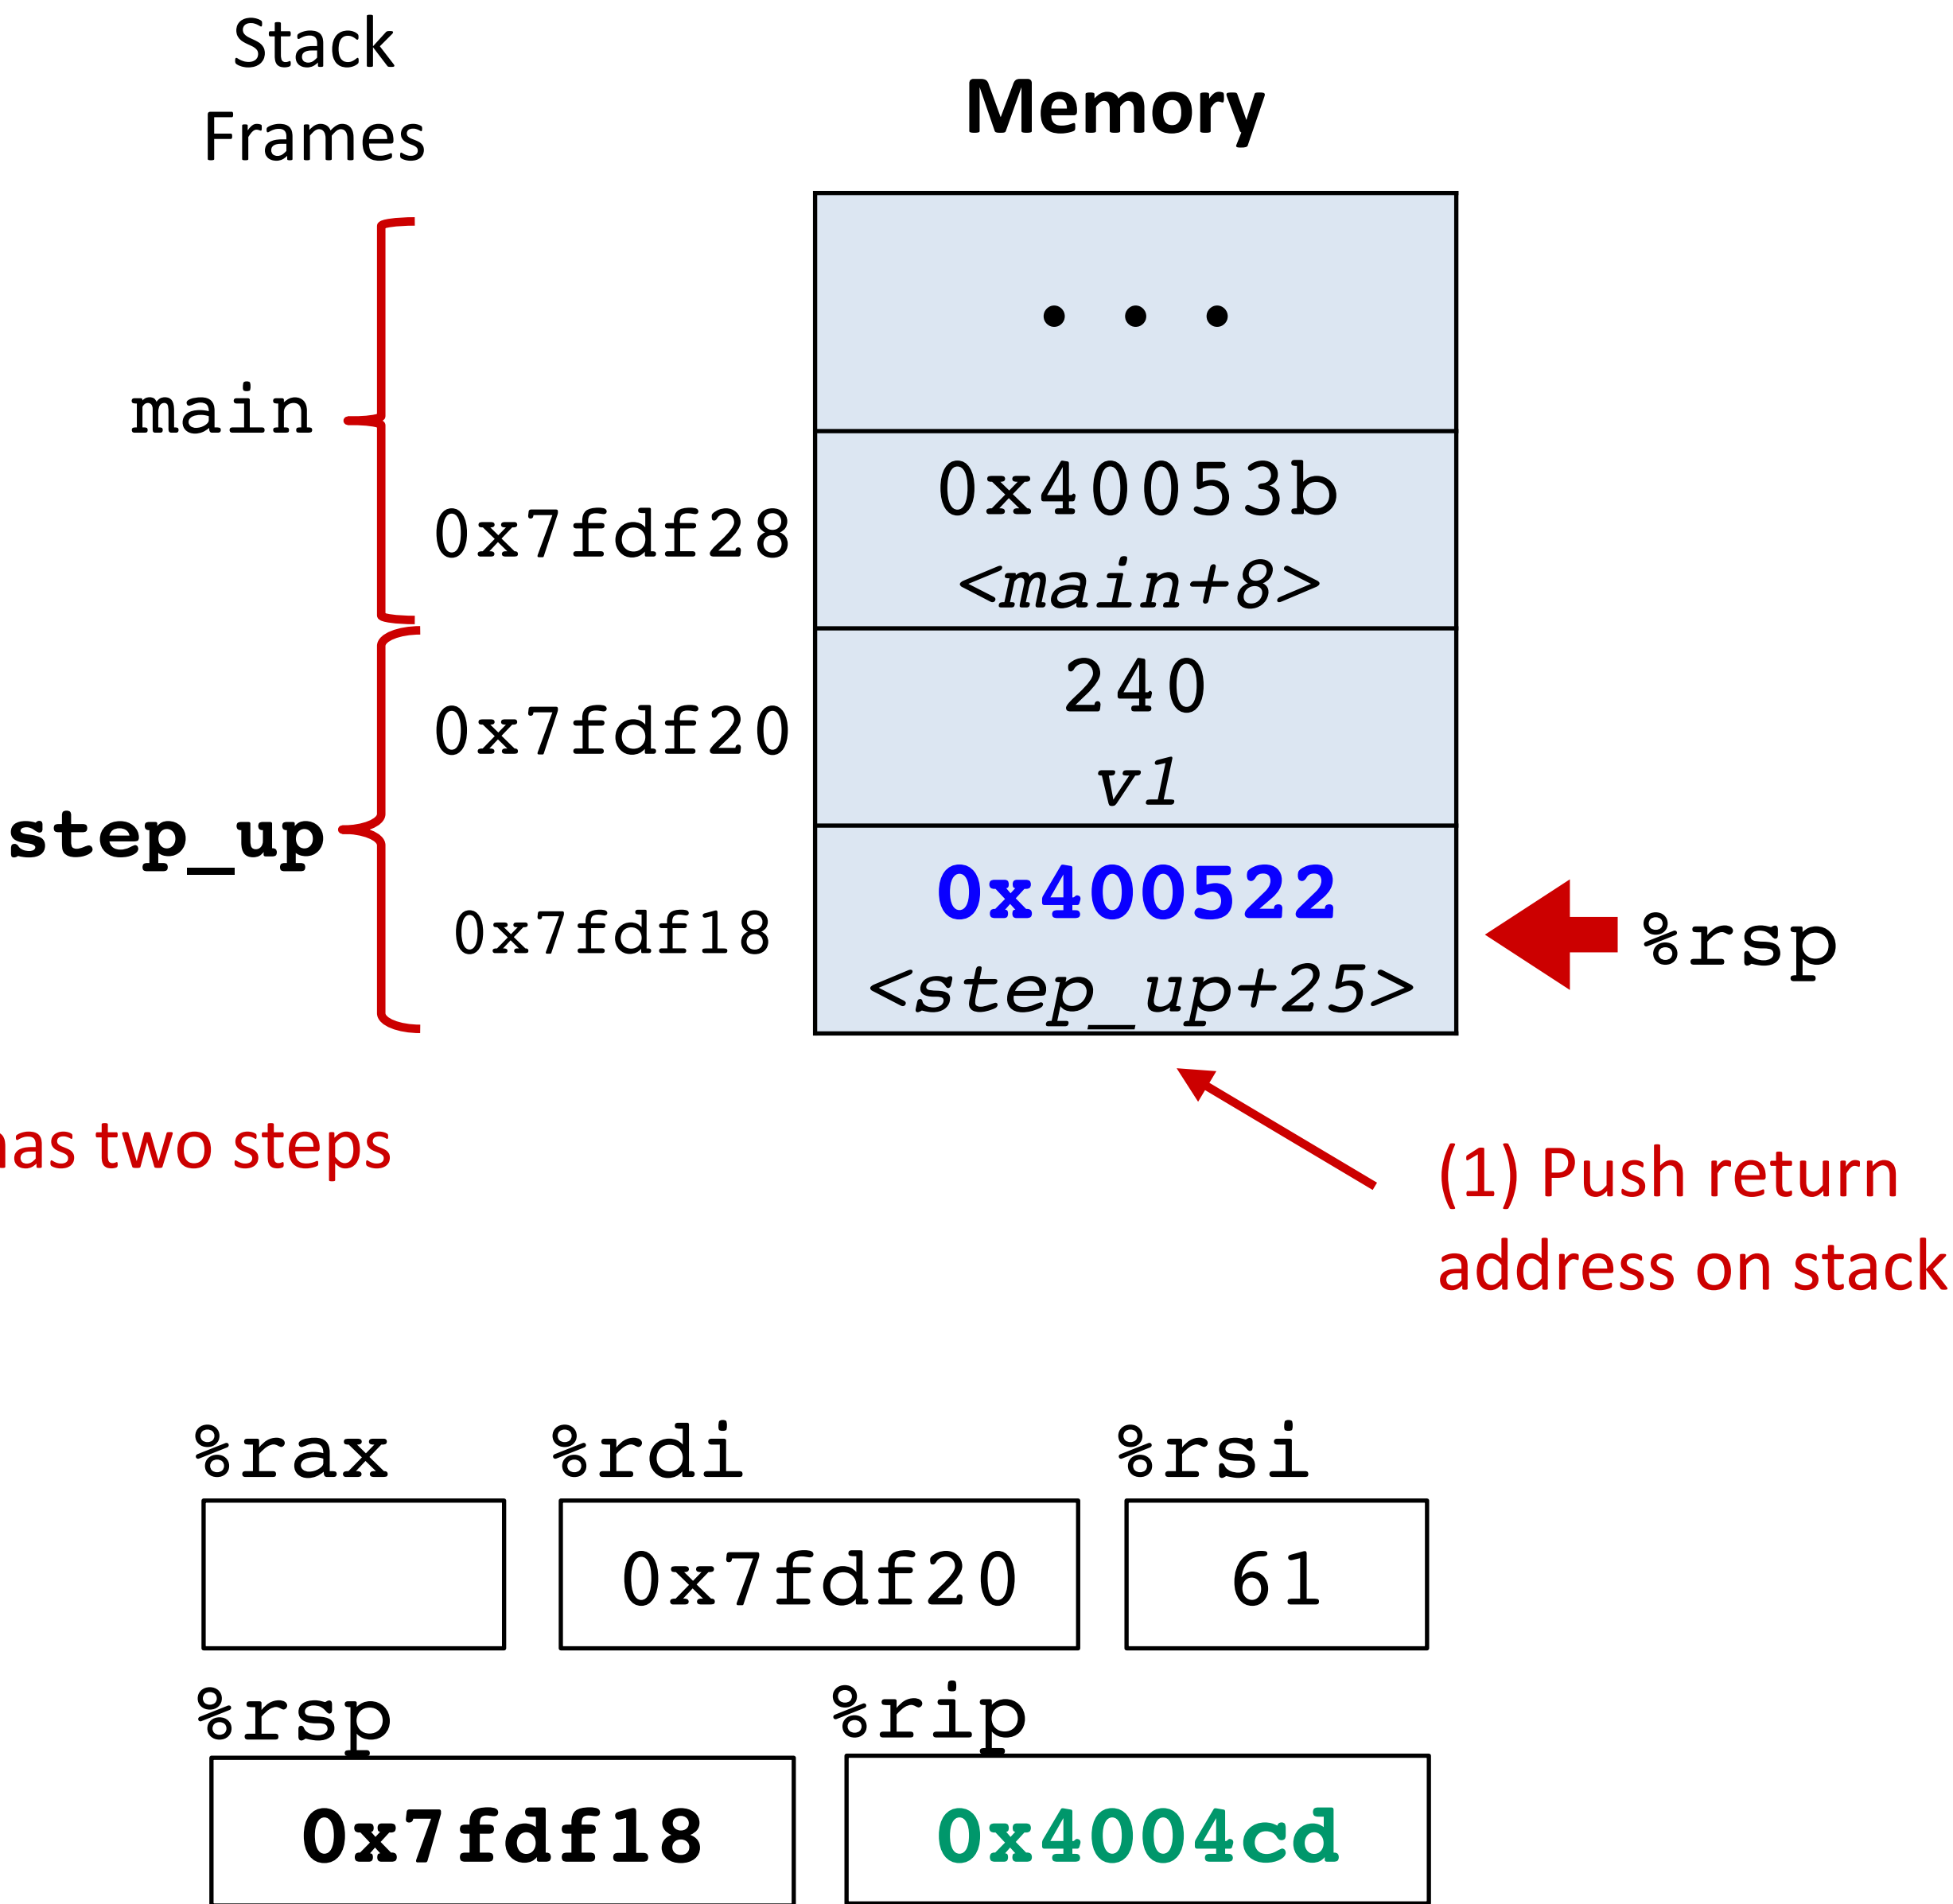 Stack
Frames
Memory
• • •
main
0x7fdf28
0x40053b
<main+8>
0x7fdf20
240
v1
step_up
0x7fdf18
0x400522
<step_up+25>
%rsp
has two steps
(1) Push return
address on stack
%rax %rdi %rsi
0x7fdf20 61
%rsp %rip
0x7fdf18 0x4004cd